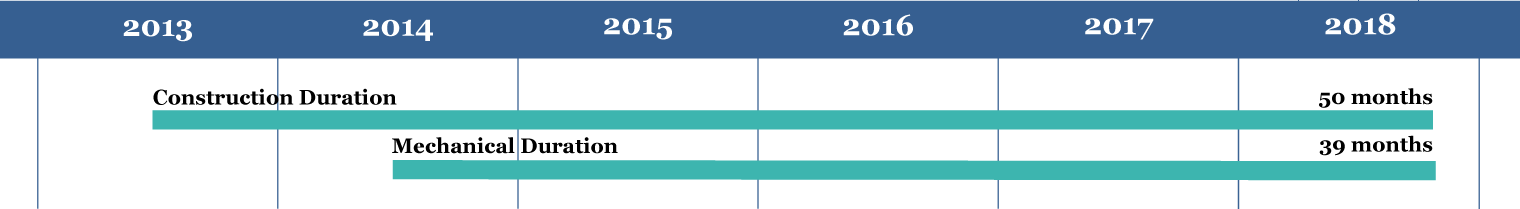 2013 2014 2015 2016 2017 2018
Construction Duration 50 months
Mechanical Duration 39 months